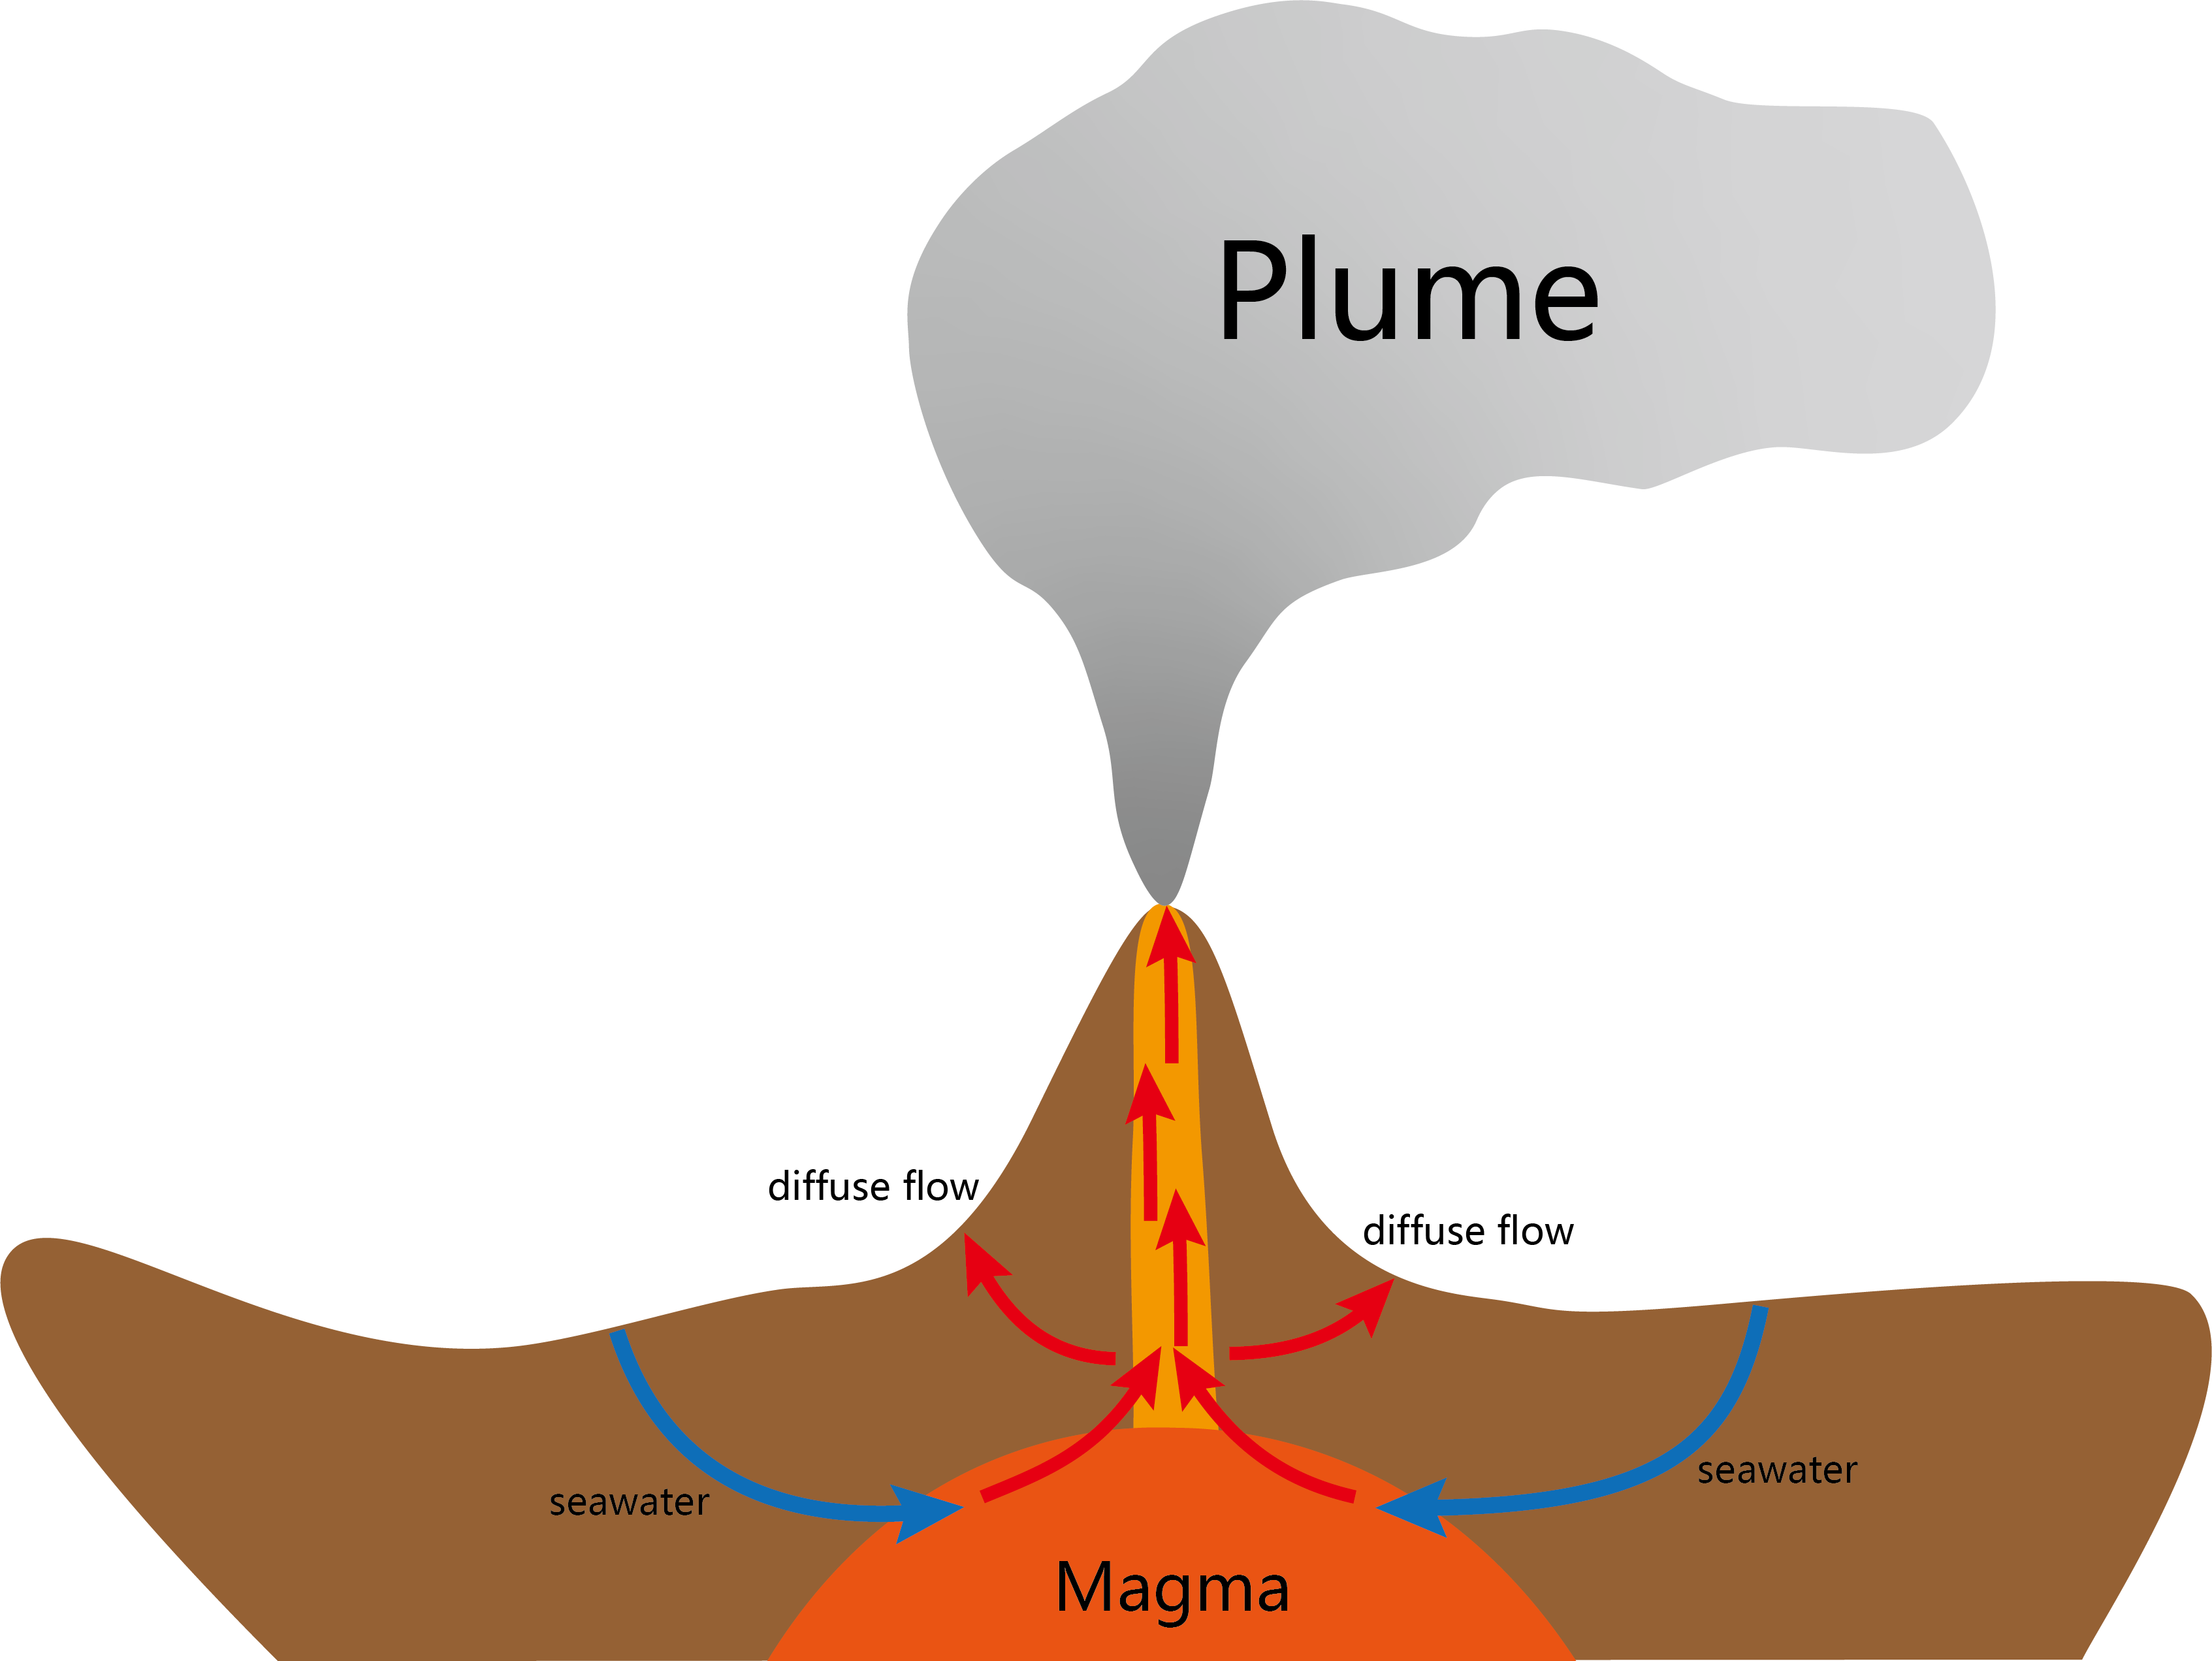 Plume
diffuse flow
diffuse flow
seawater
seawater
Magma